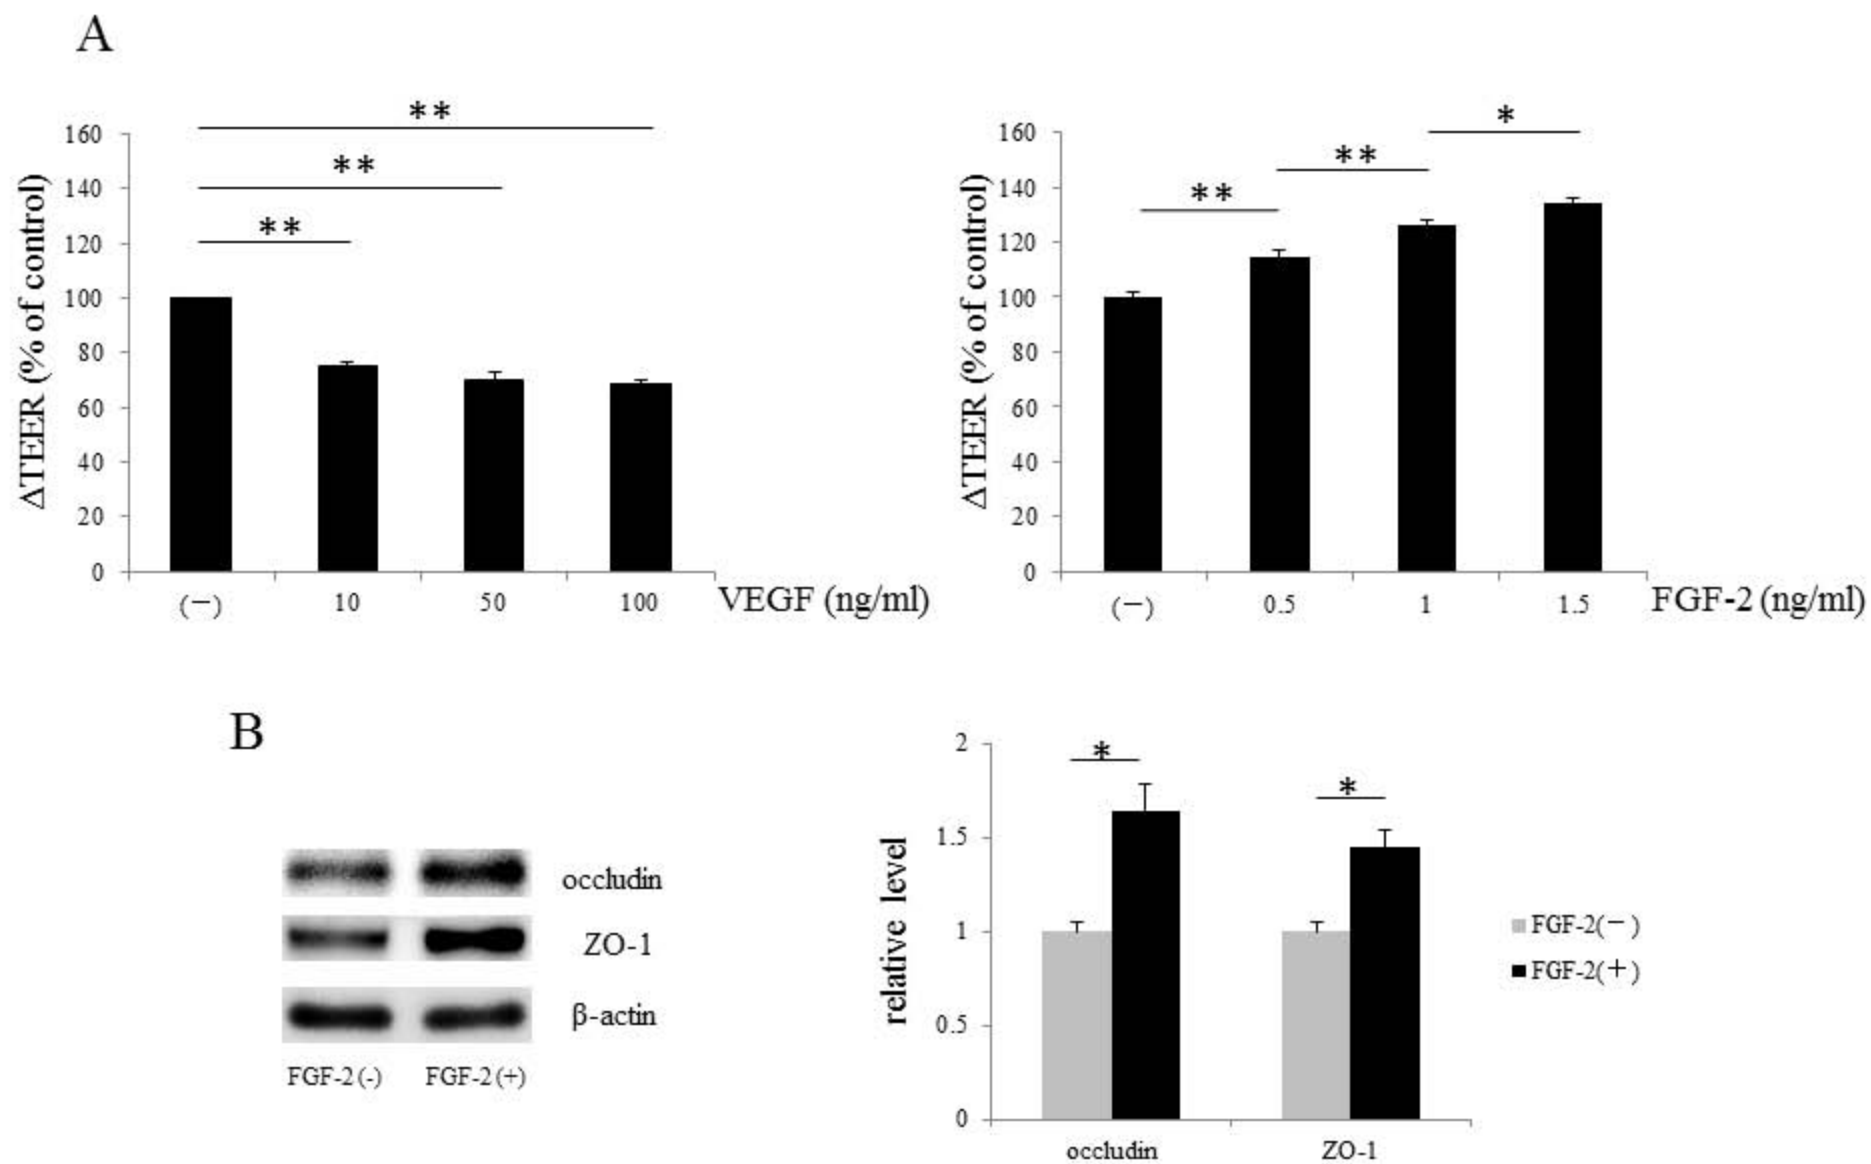 A
**
**
**
160
140
120
100
80
60
40
20
0
ΔTEER (% of control)
(−) 10 50 100 VEGF (ng/ml)
*
**
**
160
140
120
100
80
60
40
20
0
ΔTEER (% of control)
(−) 0.5 1 1.5 FGF-2 (ng/ml)
B
occludin
ZO-1
β-actin
FGF-2 (-) FGF-2 (+)
*
*
2
1.5
1
0.5
0
relative level
occludin ZO-1
FGF-2(−)
FGF-2(+)